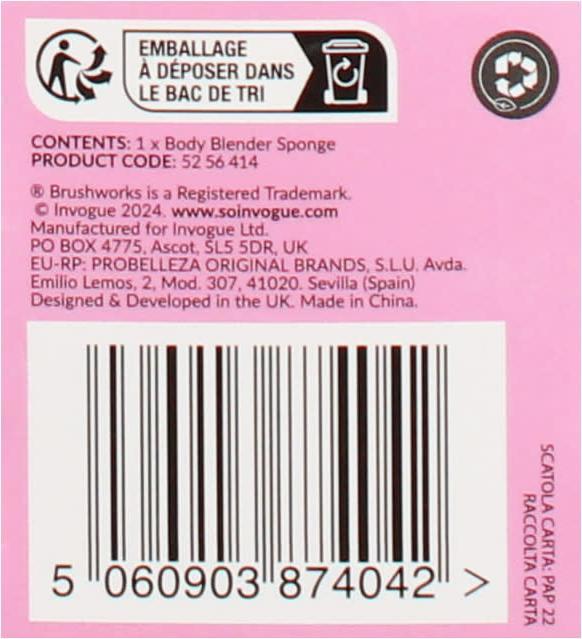 EMBALLAGE
À DÉPOSER DANS
LE BAC DE TRI
CONTENTS: 1 x Body Blender Sponge
PRODUCT CODE: 52 56 414
® Brushworks is a Registered Trademark.
© Invogue 2024. www.soinvogue.com
Manufactured for Invogue Ltd.
PO BOX 4775, Ascot, SL5 5DR, UK
EU-RP: PROBELLEZA ORIGINAL BRANDS, S.L.U. Avda.
Emilio Lemos, 2, Mod. 307, 41020. Sevilla (Spain)
Designed & Developed in the UK. Made in China.
5 060903 874042 >
SCATOLA CARTA: PAP 22
RACCOLTA CARTA